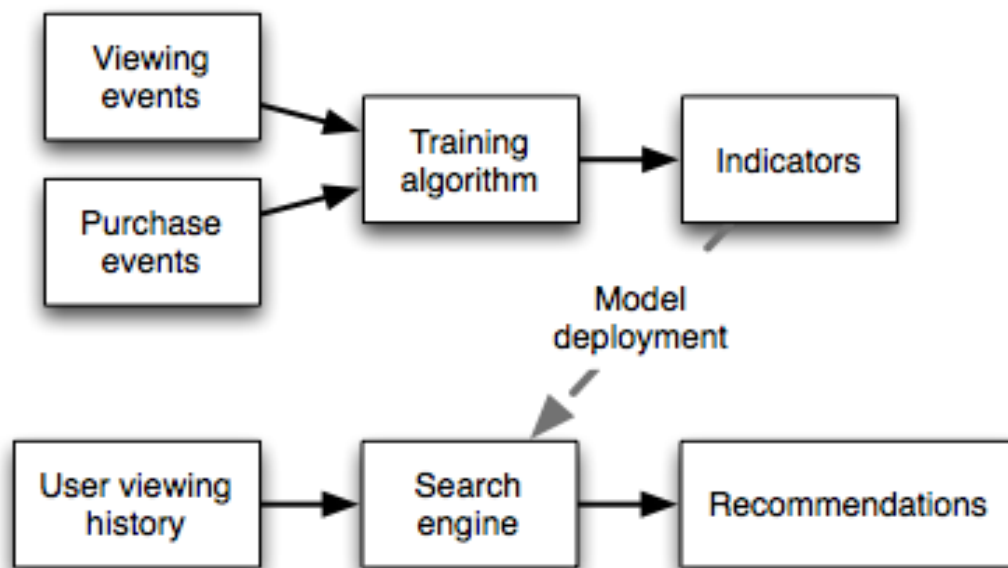 Viewing
events
Training
algorithm
Indicators
Purchase
events
Model
deployment
User viewing
history
Search
engine
Recommendations